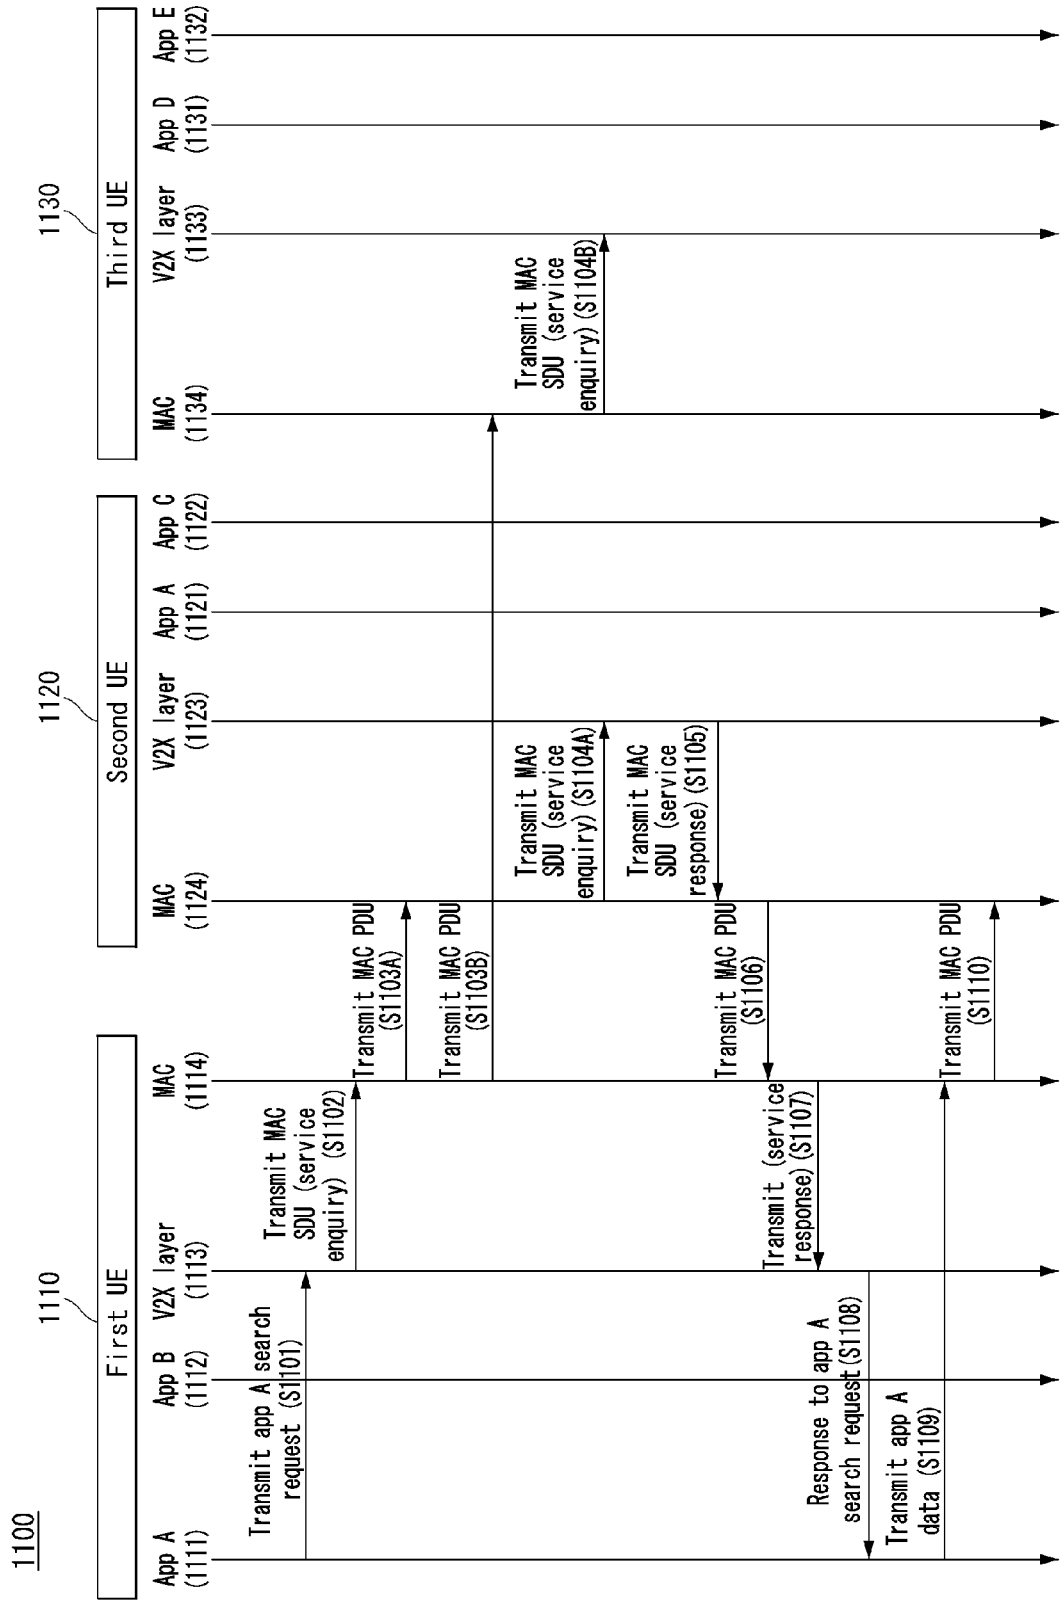 1100
1110
First UE
App A
(1111)
App B
(1112)
V2X layer
(1113)
MAC
(1114)
1120
Second UE
MAC
(1124)
V2X layer
(1123)
App A
(1121)
App C
(1122)
1130
Third UE
MAC
(1134)
V2X layer
(1133)
App D
(1131)
App E
(1132)
Transmit app A search
request (S1101)
Transmit MAC
SDU (service
enquiry) (S1102)
Transmit MAC PDU
(S1103A)
Transmit MAC PDU
(S1103B)
Transmit MAC
SDU (service
enquiry) (S1104A)
Transmit MAC
SDU (service
enquiry) (S1104B)
Transmit MAC
SDU (service
response) (S1105)
Transmit MAC PDU
(S1106)
Transmit (service
response) (S1107)
Response to app A
search request (S1108)
Transmit app A
data (S1109)
Transmit MAC PDU
(S1110)